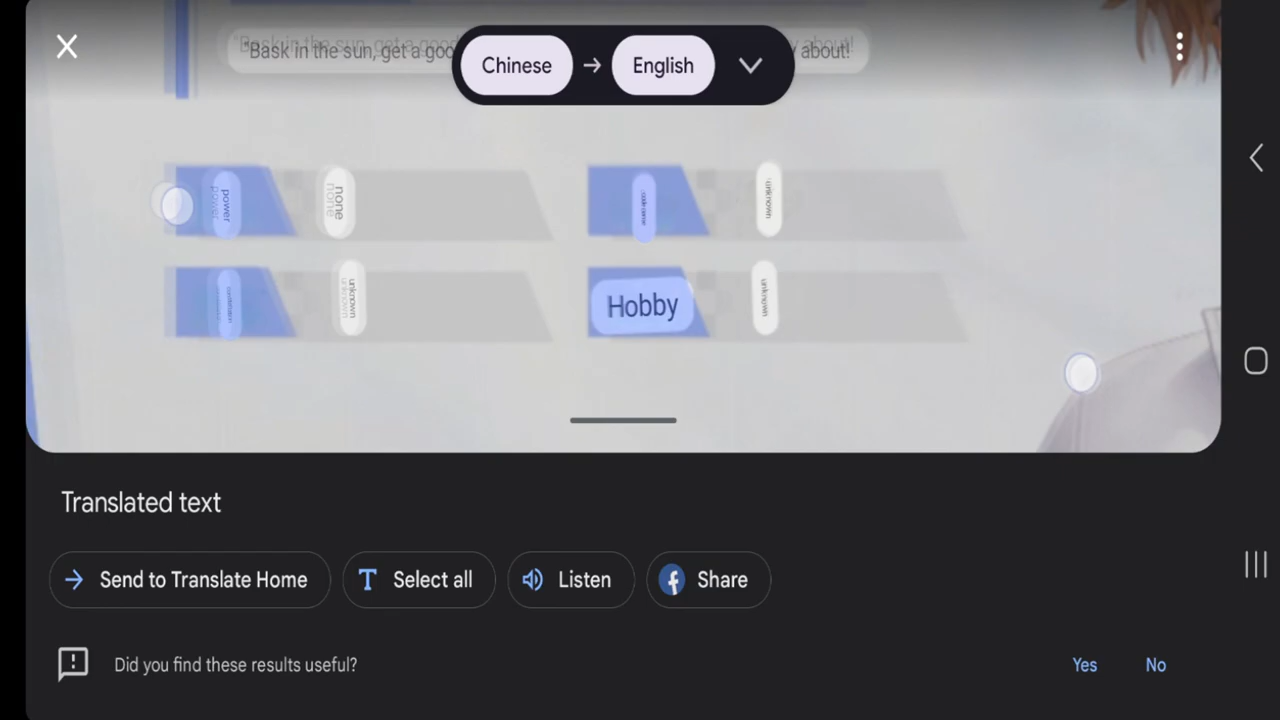 "Bask in the sun, get a goo
y about!
Chinese → English
power
none
unknown
unknown
Hobby
unknown
Translated text
Send to Translate Home
Select all
Listen
Share
Did you find these results useful?
Yes
No